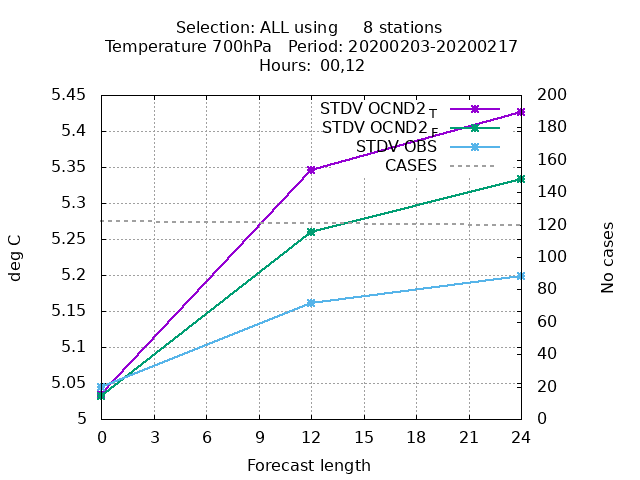 Selection: ALL using 8 stations
Temperature 700hPa Period: 20200203-20200217
Hours: 00,12
5.45
5.4
5.35
5.3
5.25
5.2
5.15
5.1
5.05
5
200
180
160
140
120
100
80
60
40
20
0
STDV OCND2_T
STDV OCND2_F
STDV OBS
CASES
deg C
No cases
0 3 6 9 12 15 18 21 24
Forecast length